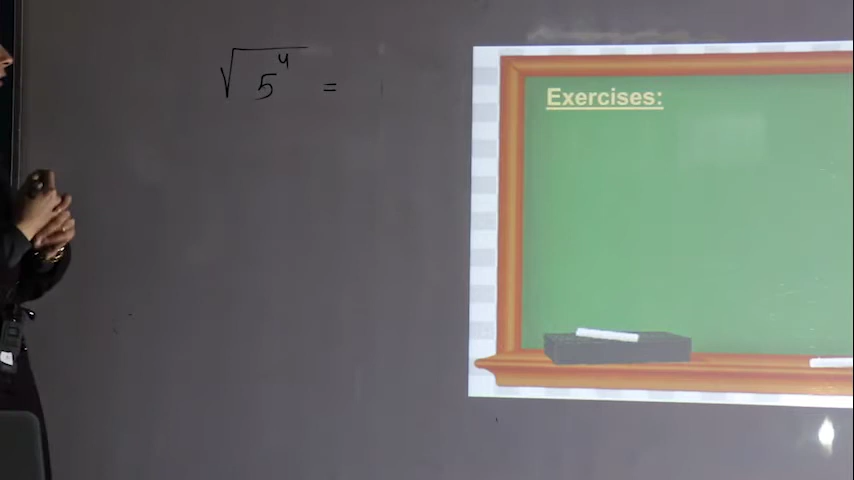 √5⁴ =
Exercises: